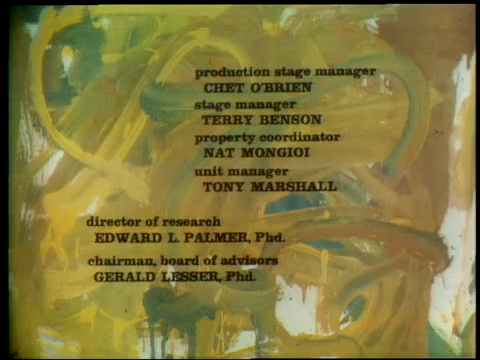 production stage manager
CHET O'BRIEN
stage manager
TERRY BENSON
property coordinator
NAT MONGIOI
unit manager
TONY MARSHALL
director of research
EDWARD L. PALMER, Phd.
chairman, board of advisors
GERALD LESSER, Phd.